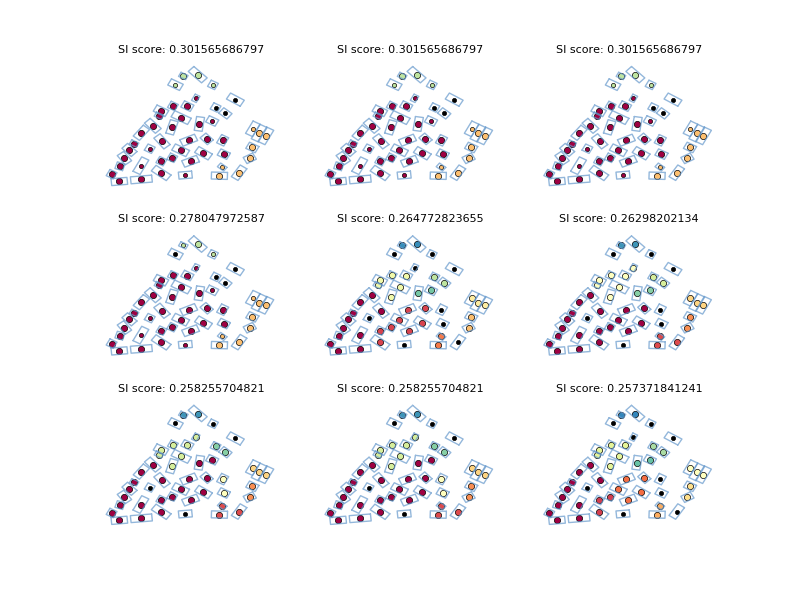 SI score: 0.301565686797
SI score: 0.301565686797
SI score: 0.301565686797
SI score: 0.278047972587
SI score: 0.264772823655
SI score: 0.26298202134
SI score: 0.258255704821
SI score: 0.258255704821
SI score: 0.257371841241